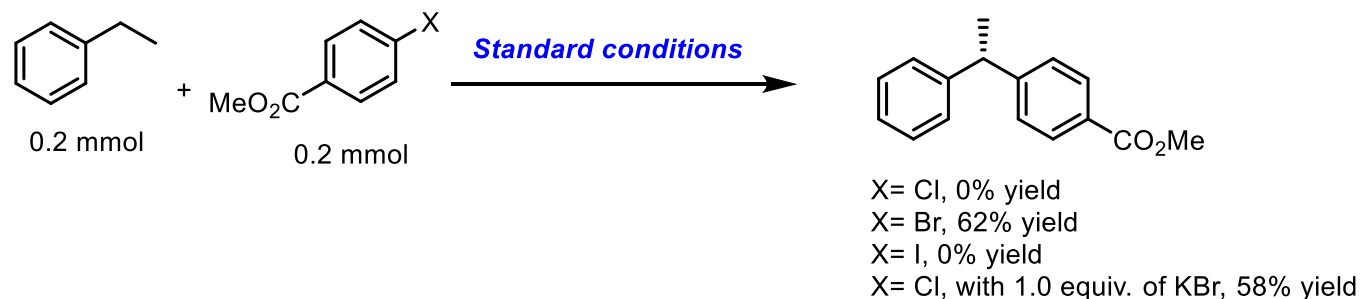 X
Standard conditions
+
MeO2C
0.2 mmol
0.2 mmol
CO2Me
X= Cl, 0% yield
X= Br, 62% yield
X= I, 0% yield
X= Cl, with 1.0 equiv. of KBr, 58% yield